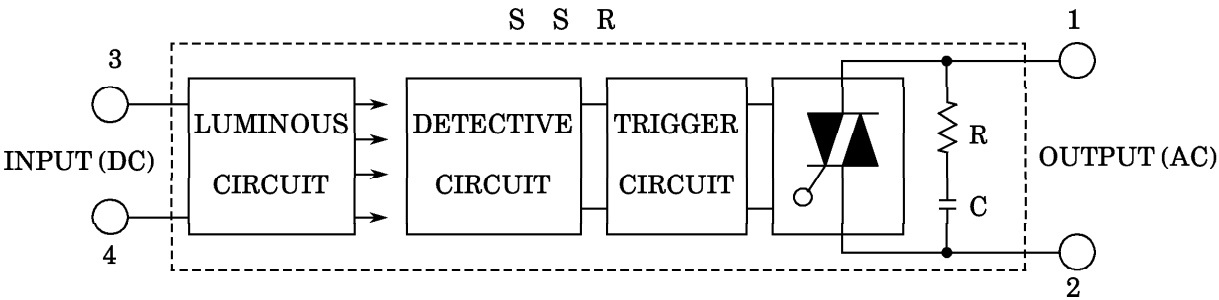 S S R
1
3
LUMINOUS
CIRCUIT
DETECTIVE
CIRCUIT
TRIGGER
CIRCUIT
R
C
INPUT (DC)
OUTPUT (AC)
4
2